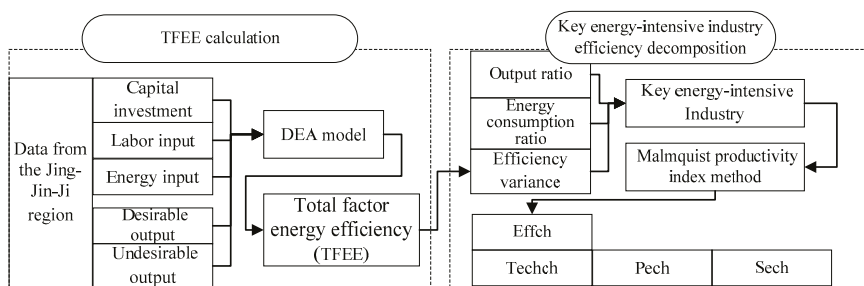 TFEE calculation
Data from
the Jing-
Jin-Ji
region
Capital
investment
Labor input
Energy input
Desirable
output
Undesirable
output
DEA model
Total factor
energy efficiency
(TFEE)
Key energy-intensive industry
efficiency decomposition
Output ratio
Energy
consumption
ratio
Efficiency
variance
Key energy-intensive
Industry
Malmquist productivity
index method
Effch
Techch
Pech
Sech